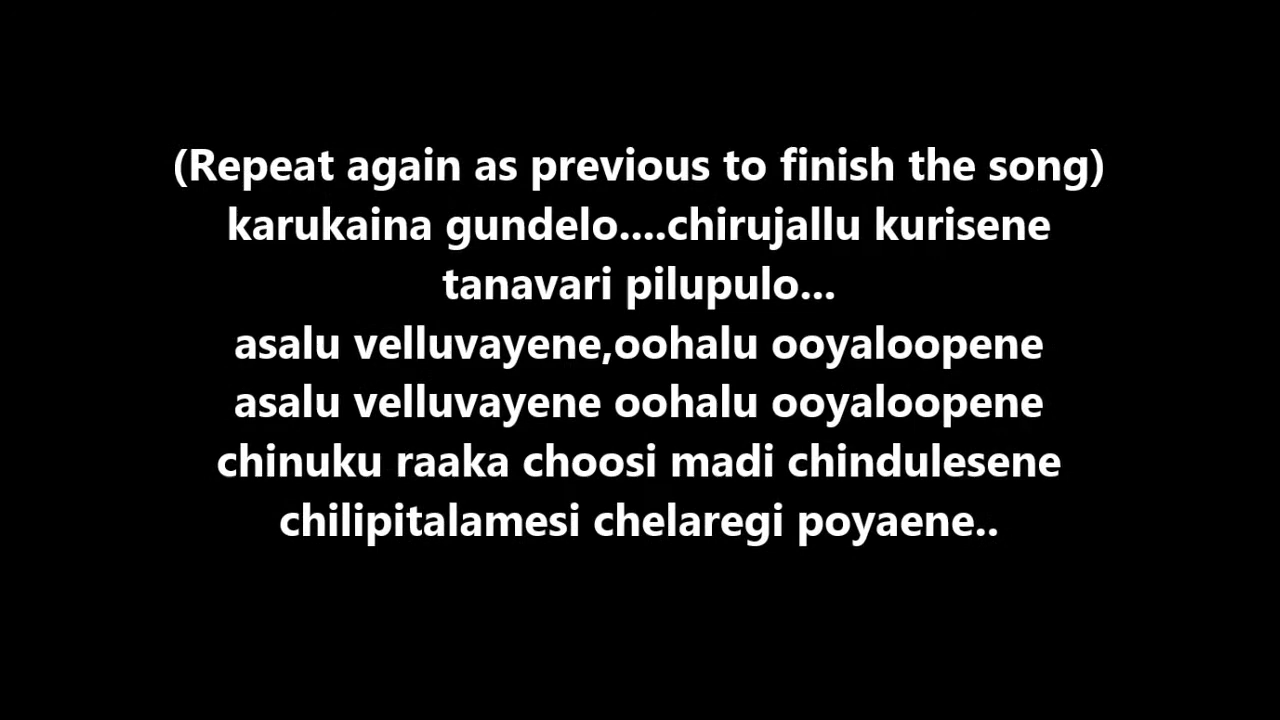 (Repeat again as previous to finish the song)
karukaina gundelo....chirujallu kurisene
tanavari pilupulo...
asalu velluvayene,oohalu ooyaloopene
asalu velluvayene oohalu ooyaloopene
chinuku raaka choosi madi chindulesene
chilipitalamesi chelaregi poyaene..